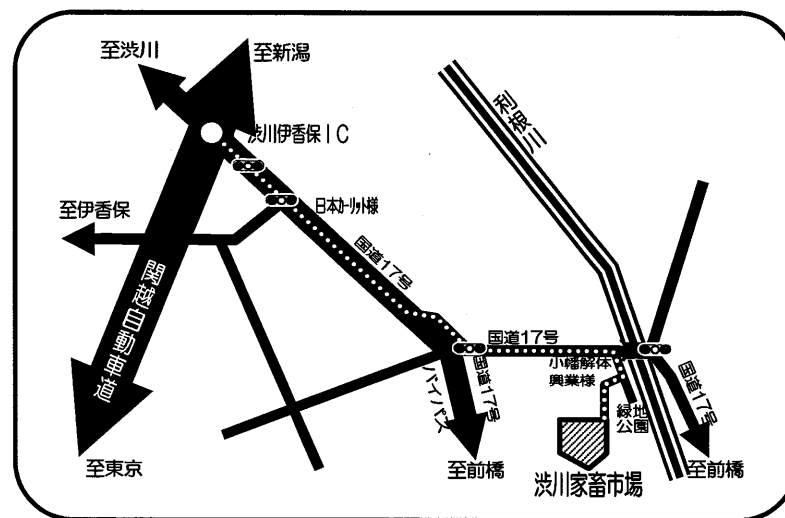 至渋川
至新潟
渋川伊香保IC
利根川
日本カーリット様
至伊香保
国道17号
関越自動車道
国道17号
小幡解体
興業様
国道17号
バイパス
国道17号
緑地
公園
至東京
至前橋
至前橋
渋川家畜市場